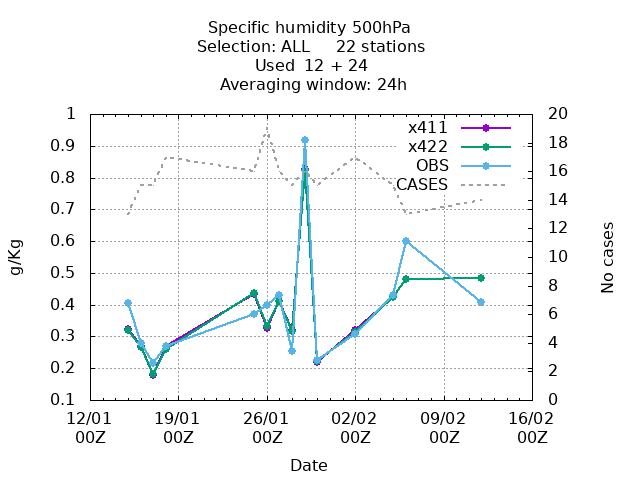 Specific humidity 500hPa
Selection: ALL 22 stations
Used 12 + 24
Averaging window: 24h
1 20
0.9 18
0.8 16
0.7 14
0.6 12
0.5 10
0.4 8
0.3 6
0.2 4
0.1 2
0
x411
x422
OBS
CASES
g/Kg
No cases
12/01 19/01 26/01 02/02 09/02 16/02
00Z 00Z 00Z 00Z 00Z 00Z
Date